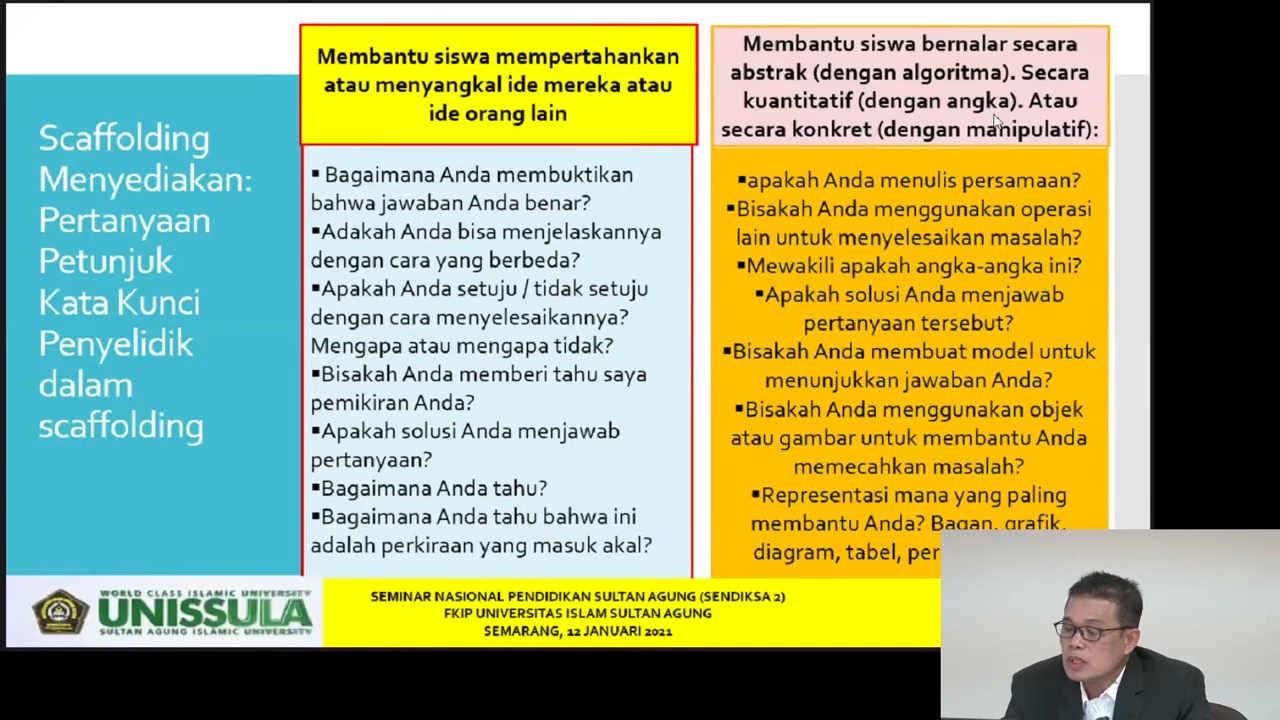 Scaffolding
Menyediakan:
Pertanyaan
Petunjuk
Kata Kunci
Penyelidik
dalam
scaffolding
Membantu siswa mempertahankan
atau menyangkal ide mereka atau
ide orang lain
▪ Bagaimana Anda membuktikan
bahwa jawaban Anda benar?
▪Adakah Anda bisa menjelaskannya
dengan cara yang berbeda?
▪Apakah Anda setuju / tidak setuju
dengan cara menyelesaikannya?
Mengapa atau mengapa tidak?
▪Bisakah Anda memberi tahu saya
pemikiran Anda?
▪Apakah solusi Anda menjawab
pertanyaan?
▪Bagaimana Anda tahu?
▪Bagaimana Anda tahu bahwa ini
adalah perkiraan yang masuk akal?
Membantu siswa bernalar secara
abstrak (dengan algoritma). Secara
kuantitatif (dengan angka). Atau
secara konkret (dengan manipulatif):
▪apakah Anda menulis persamaan?
▪Bisakah Anda menggunakan operasi
lain untuk menyelesaikan masalah?
▪Mewakili apakah angka-angka ini?
▪Apakah solusi Anda menjawab
pertanyaan tersebut?
▪Bisakah Anda membuat model untuk
menunjukkan jawaban Anda?
▪Bisakah Anda menggunakan objek
atau gambar untuk membantu Anda
memecahkan masalah?
▪Representasi mana yang paling
membantu Anda? Bagan, grafik,
diagram, tabel,
WORLD CLASS ISLAMIC UNIVERSITY
UNISSULA
SULTAN AGUNG ISLAMIC UNIVERSITY
SEMINAR NASIONAL PENDIDIKAN SULTAN AGUNG (SENDIKSA 2)
FKIP UNIVERSITAS ISLAM SULTAN AGUNG
SEMARANG, 12 JANUARI 2021